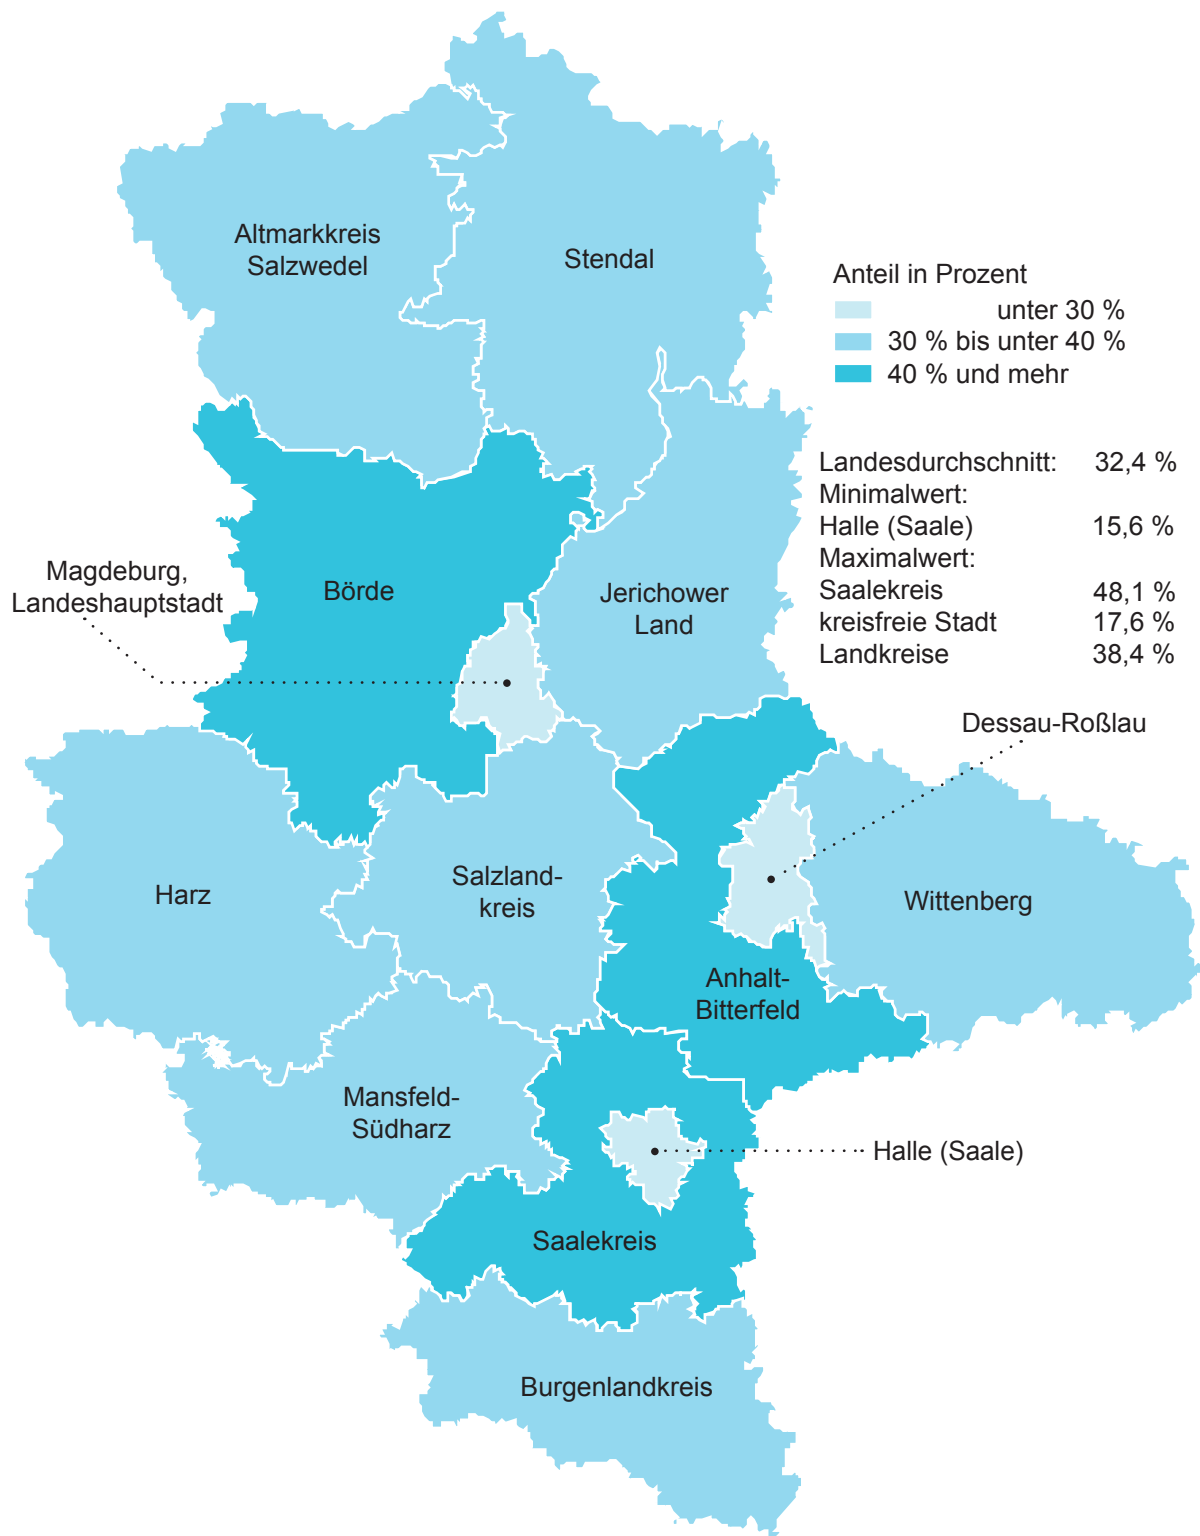 Altmarkkreis
Salzwedel
Stendal
Anteil in Prozent
unter 30 %
30 % bis unter 40 %
40 % und mehr
Landesdurchschnitt: 32,4 %
Minimalwert:
Halle (Saale) 15,6 %
Maximalwert:
Saalekreis 48,1 %
kreisfreie Stadt 17,6 %
Landkreise 38,4 %
Magdeburg,
Landeshauptstadt
Börde
Jerichower
Land
Dessau-Roßlau
Harz
Salzland-
kreis
Wittenberg
Anhalt-
Bitterfeld
Mansfeld-
Südharz
Halle (Saale)
Saalekreis
Burgenlandkreis